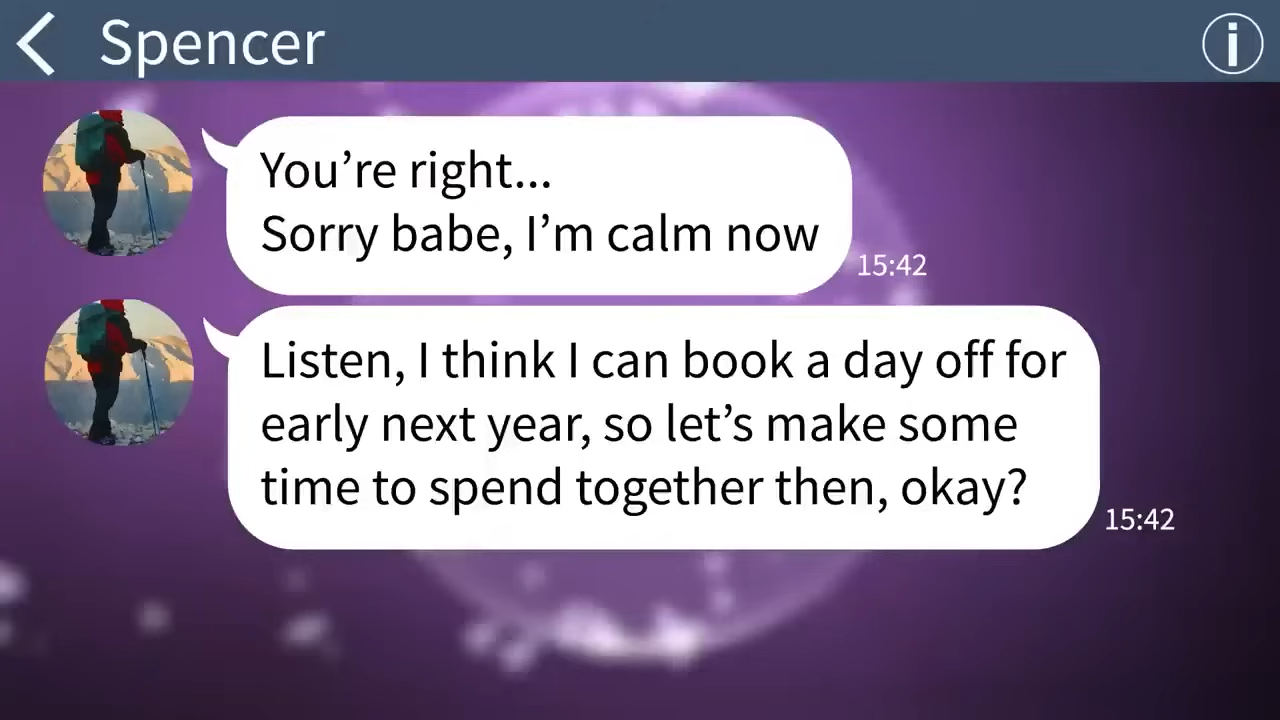 Spencer
You’re right...
Sorry babe, I’m calm now
15:42
Listen, I think I can book a day off for
early next year, so let’s make some
time to spend together then, okay?
15:42